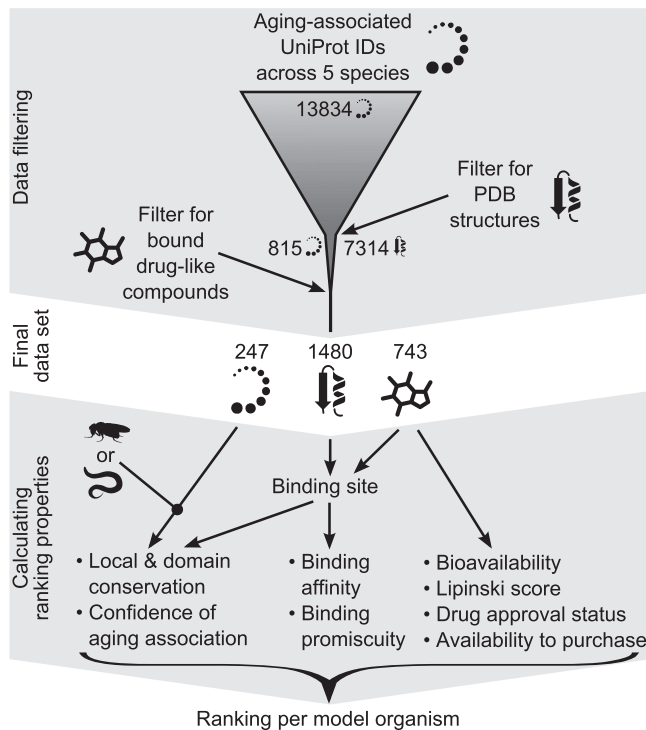 Aging-associated
UniProt IDs
across 5 species
13834
Data filtering
Filter for
PDB
structures
Filter for
bound
drug-like
compounds
815
7314
Final
data set
247
1480
743
or
Calculating
ranking properties
Binding site
• Local & domain
conservation
• Confidence of
aging association
• Binding
affinity
• Binding
promiscuity
• Bioavailability
• Lipinski score
• Drug approval status
• Availability to purchase
Ranking per model organism